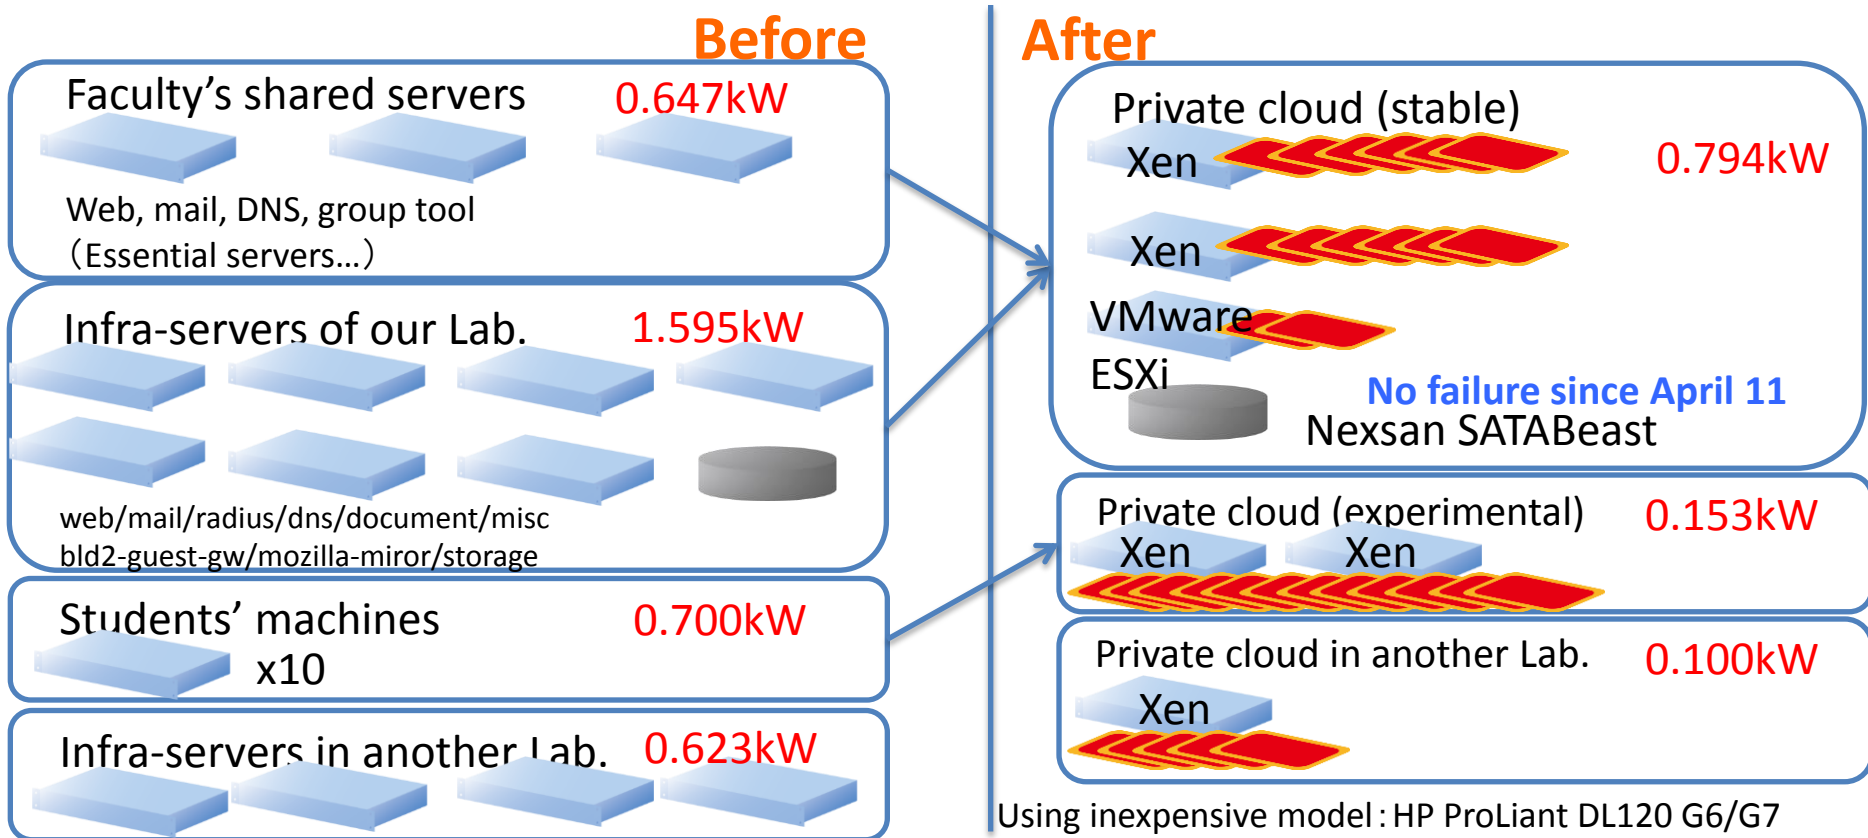 Before
Faculty's shared servers 0.647kW
Web, mail, DNS, group tool
（Essential servers...）
Infra-servers of our Lab. 1.595kW
web/mail/radius/dns/document/misc
bld2-guest-gw/mozilla-miror/storage
Students' machines 0.700kW
x10
Infra-servers in another Lab. 0.623kW
After
Private cloud (stable)
Xen 0.794kW
Xen
VMware
ESXi
No failure since April 11
Nexsan SATABeast
Private cloud (experimental) 0.153kW
Xen Xen
Private cloud in another Lab. 0.100kW
Xen
Using inexpensive model : HP ProLiant DL120 G6/G7